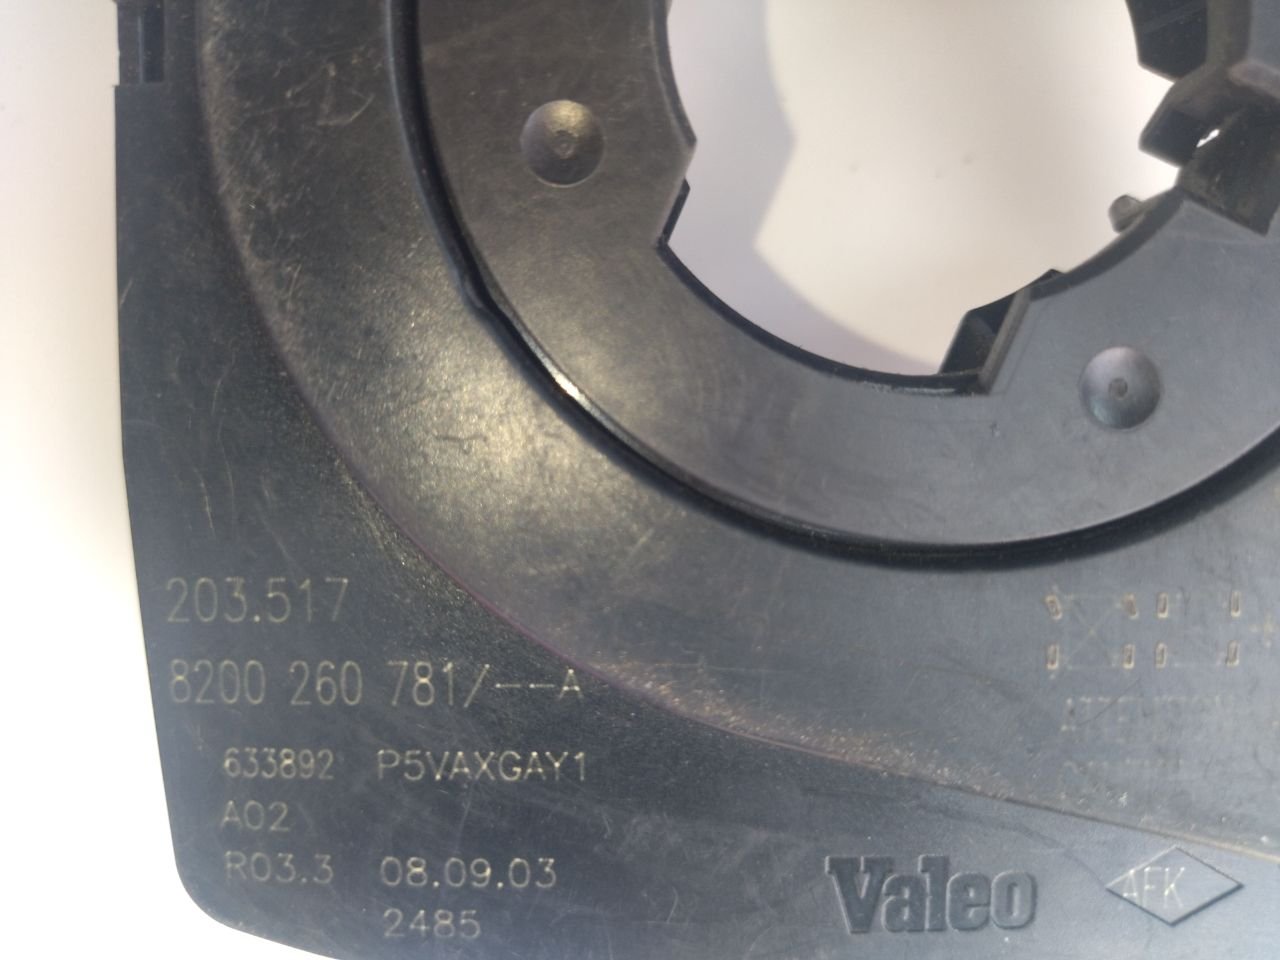 203.517
8200 260 781/--A
633892 P5VAXGAY1
A02
R03.3 08.09.03
2485
Valeo
AFK